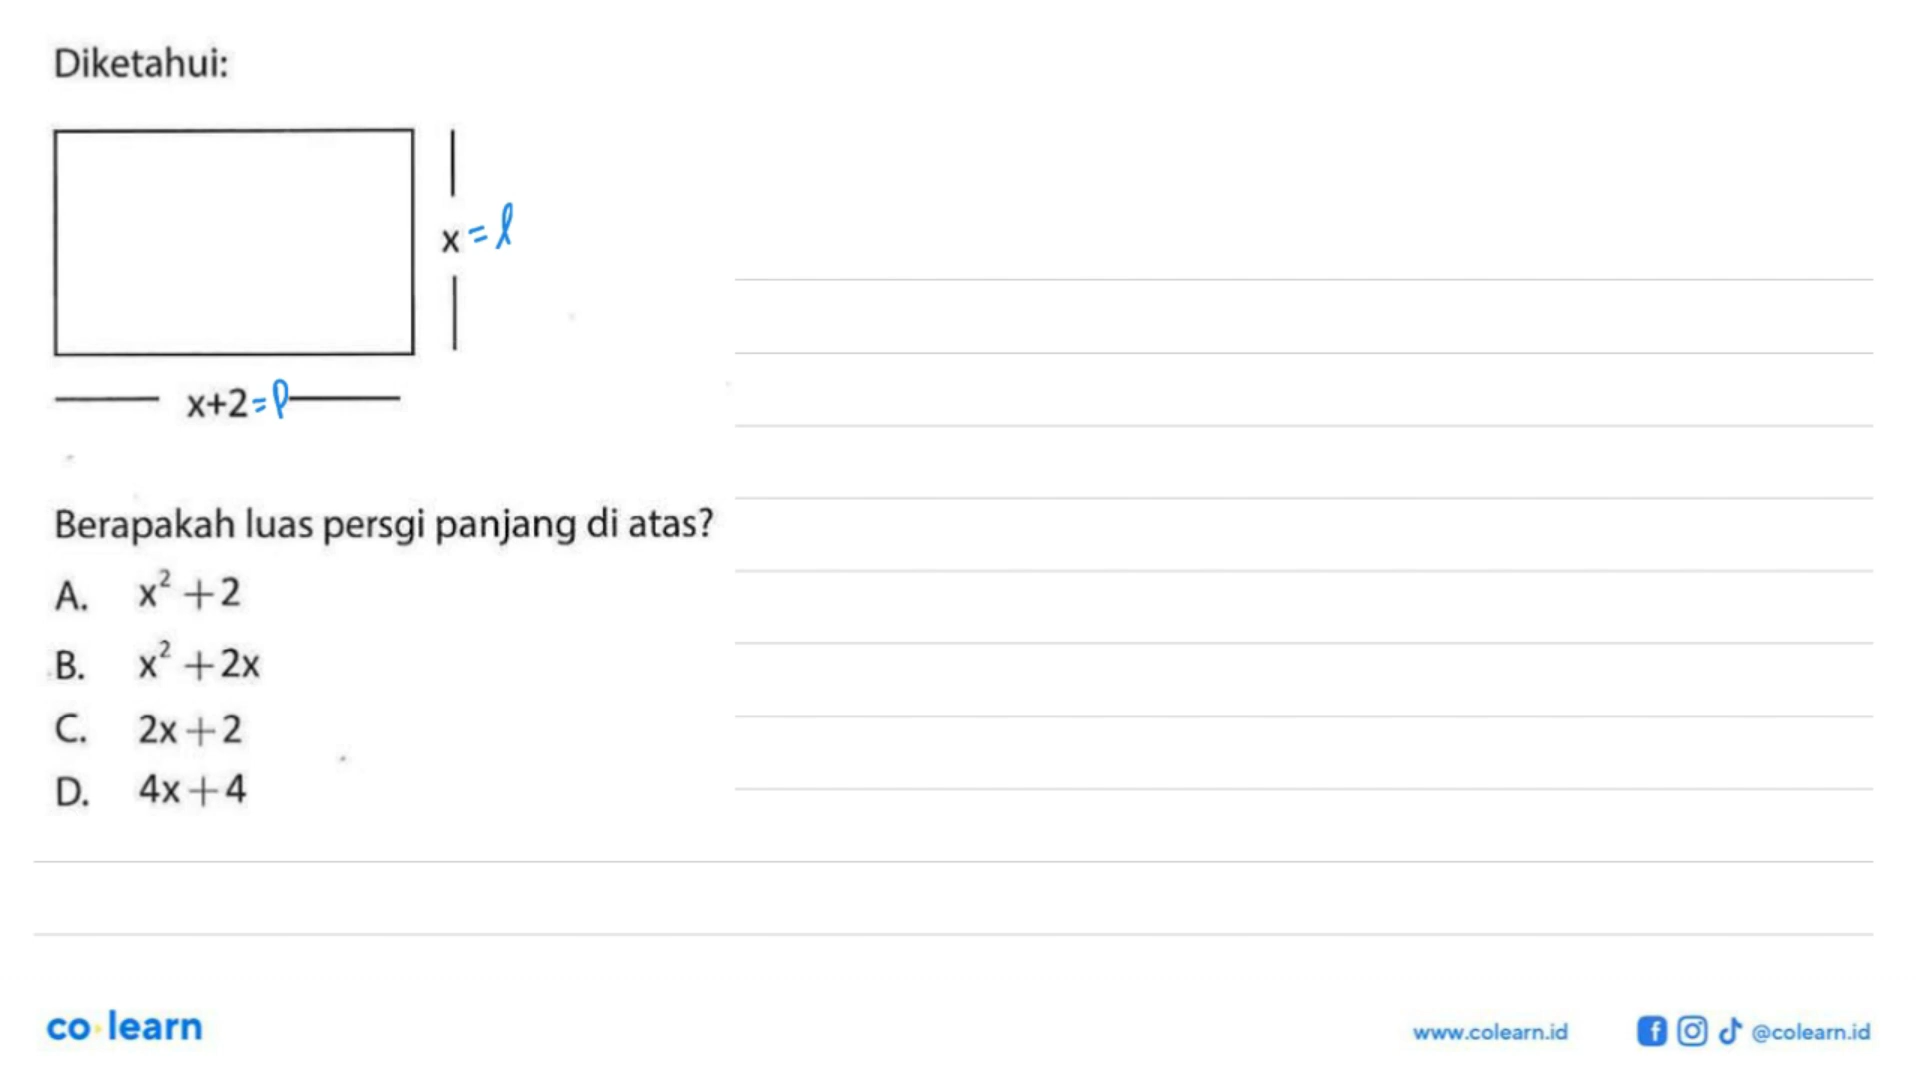 Diketahui:
x = l
x+2 = p
Berapakah luas persgi panjang di atas?
A. x² + 2
B. x² + 2x
C. 2x + 2
D. 4x + 4
co learn
www.colearn.id
@colearn.id